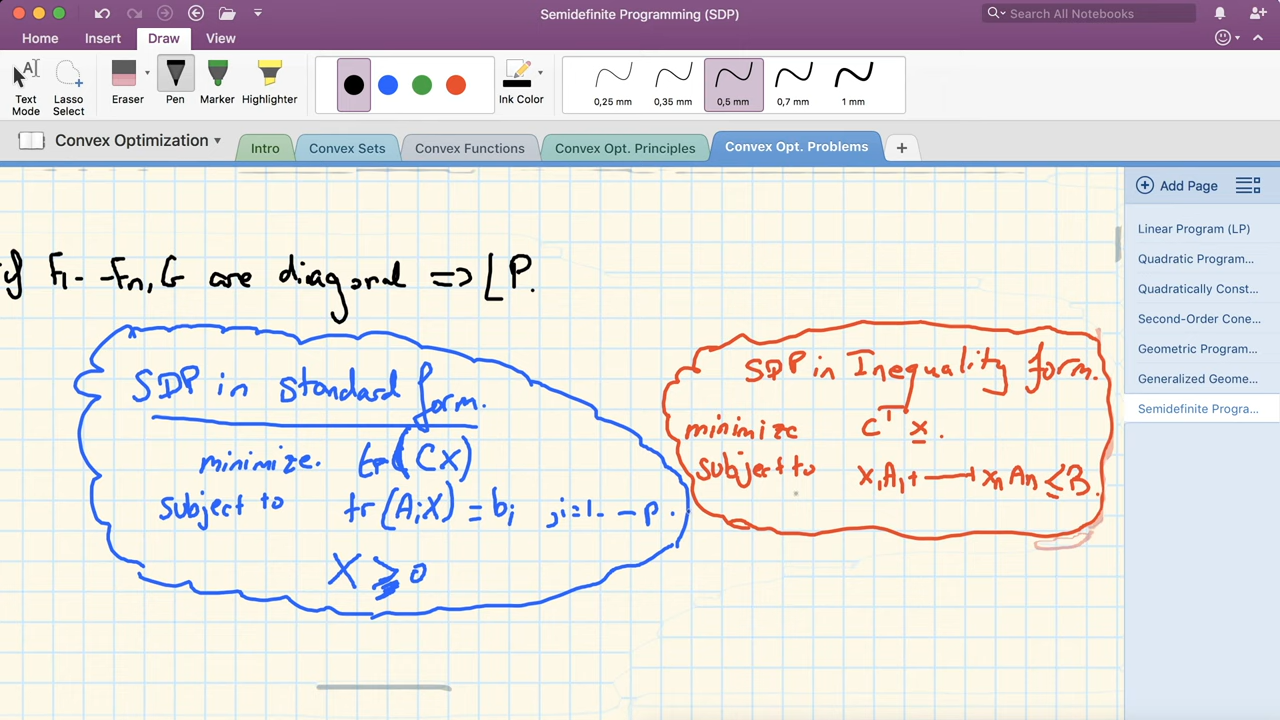 Semidefinite Programming (SDP)
Search All Notebooks
Home Insert Draw View
Text Mode
Lasso Select
Eraser
Pen
Marker
Highlighter
Ink Color
0,25 mm
0,35 mm
0,5 mm
0,7 mm
1 mm
Convex Optimization
Intro
Convex Sets
Convex Functions
Convex Opt. Principles
Convex Opt. Problems
Add Page
Linear Program (LP)
Quadratic Program...
Quadratically Const...
Second-Order Cone...
Geometric Program...
Generalized Geome...
Semidefinite Progra...
if F1 - - Fn, G are diagonal => LP.
SDP in standard form.
minimize. tr(CX)
subject to tr(AiX) = bi , i=1 - - p.
X ≽ 0
SDP in Inequality form.
minimize C^T x.
subject to x1A1 + —— + xnAn ≤ B.